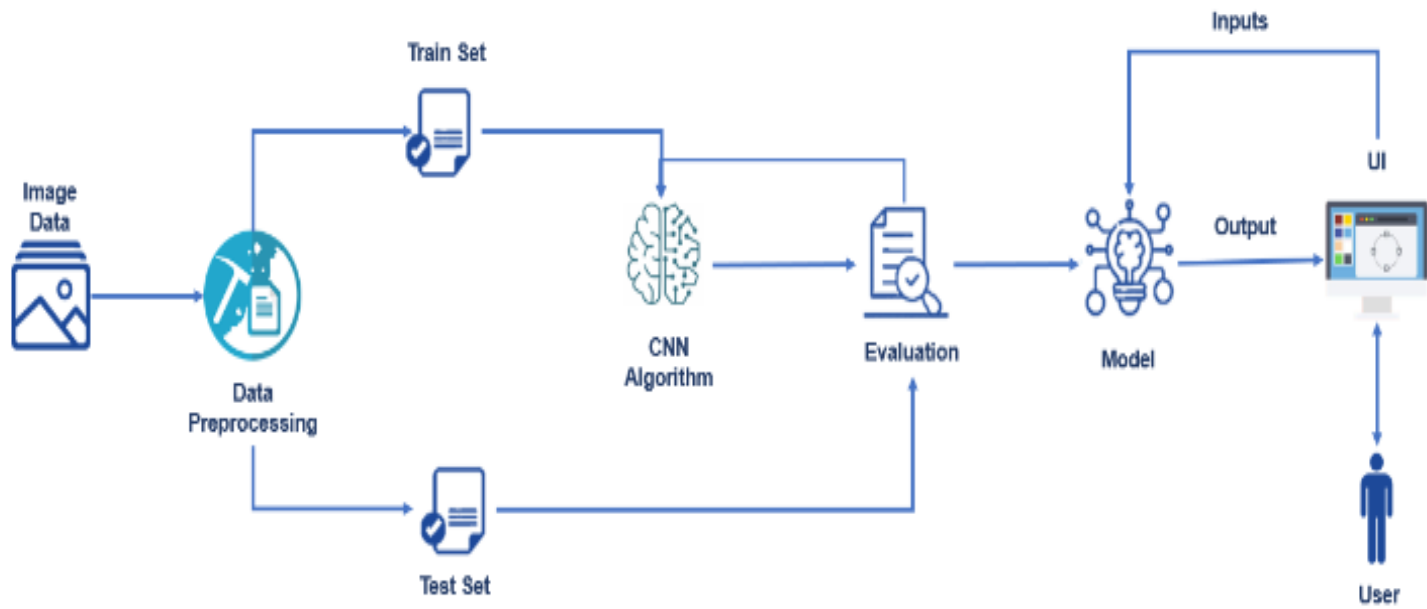 Inputs
Train Set
UI
Image
Data
Output
CNN
Algorithm
Evaluation
Model
Data
Preprocessing
Test Set
User